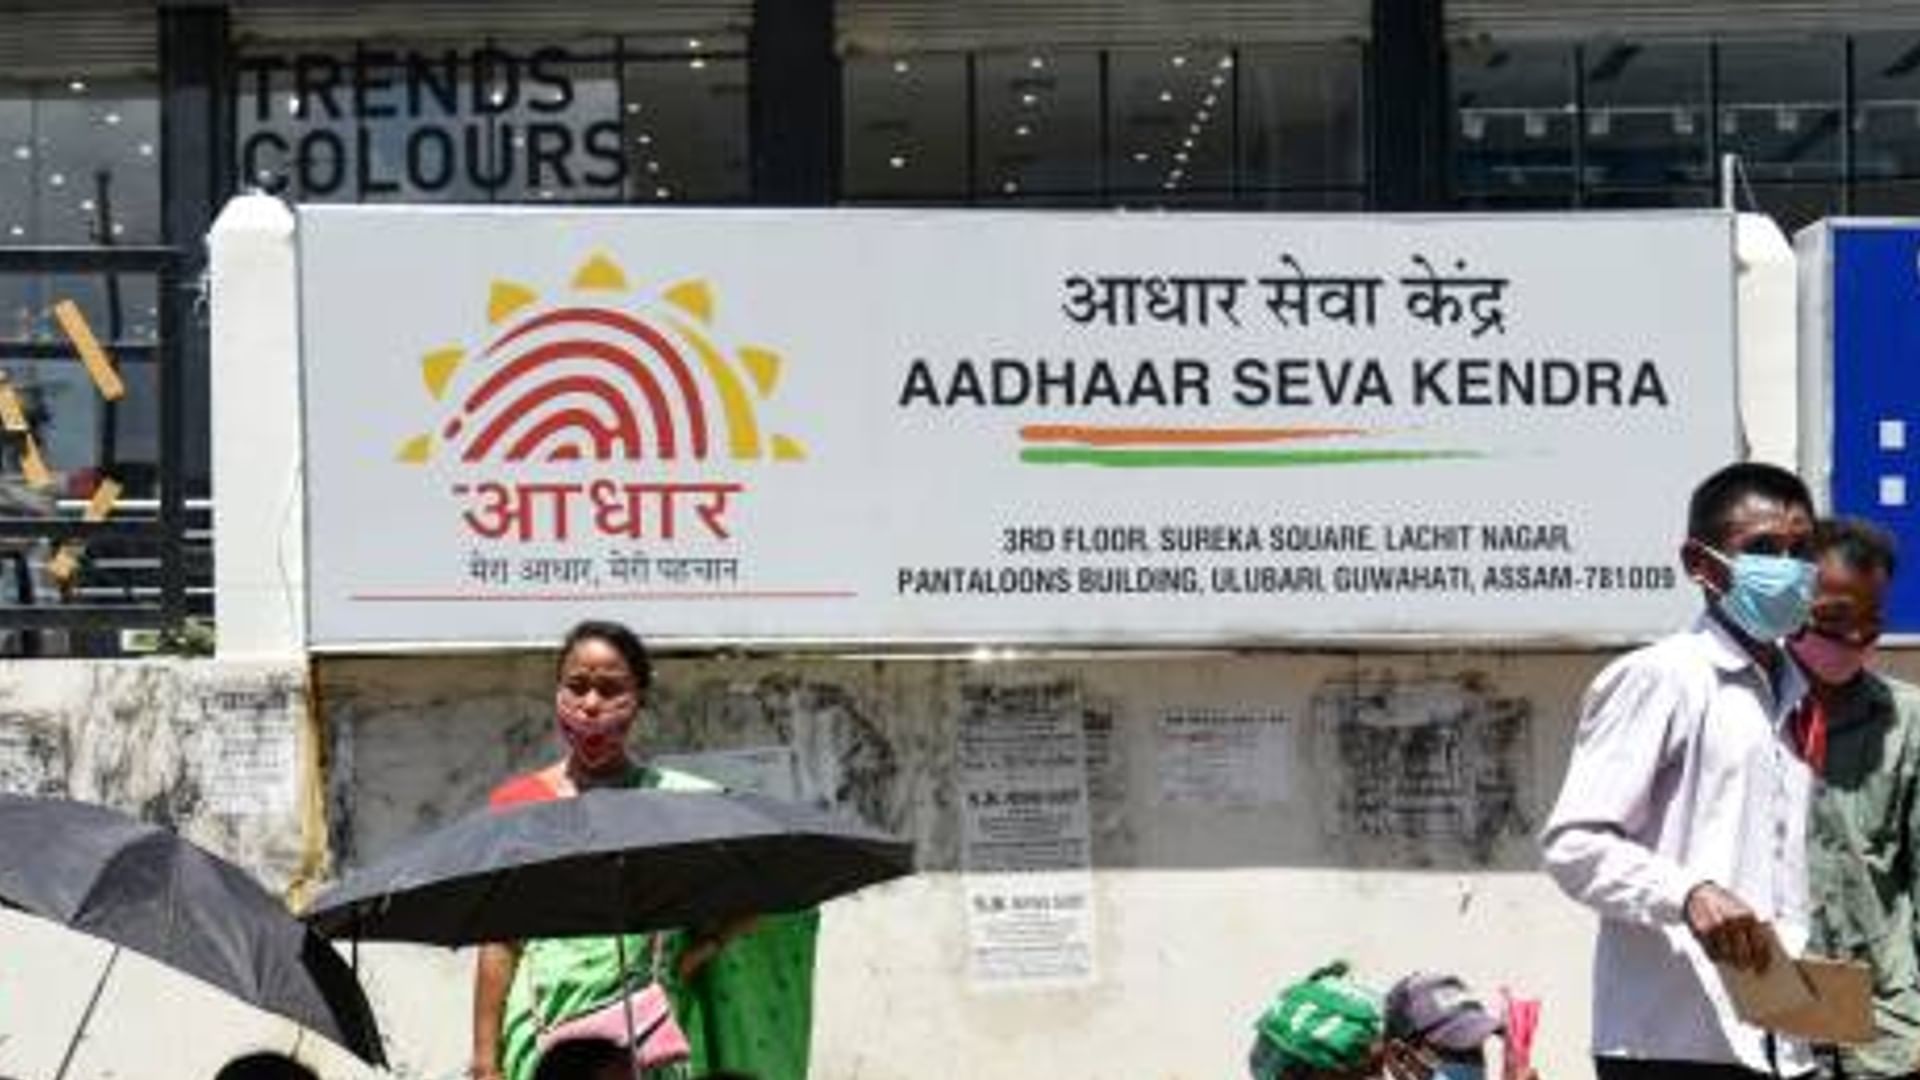 TRENDS
COLOURS
आधार सेवा केंद्र
AADHAAR SEVA KENDRA
आधार
मेरा आधार, मेरी पहचान
3RD FLOOR, SUREKA SQUARE, LACHIT NAGAR,
PANTALOONS BUILDING, ULUBARI, GUWAHATI, ASSAM-781009